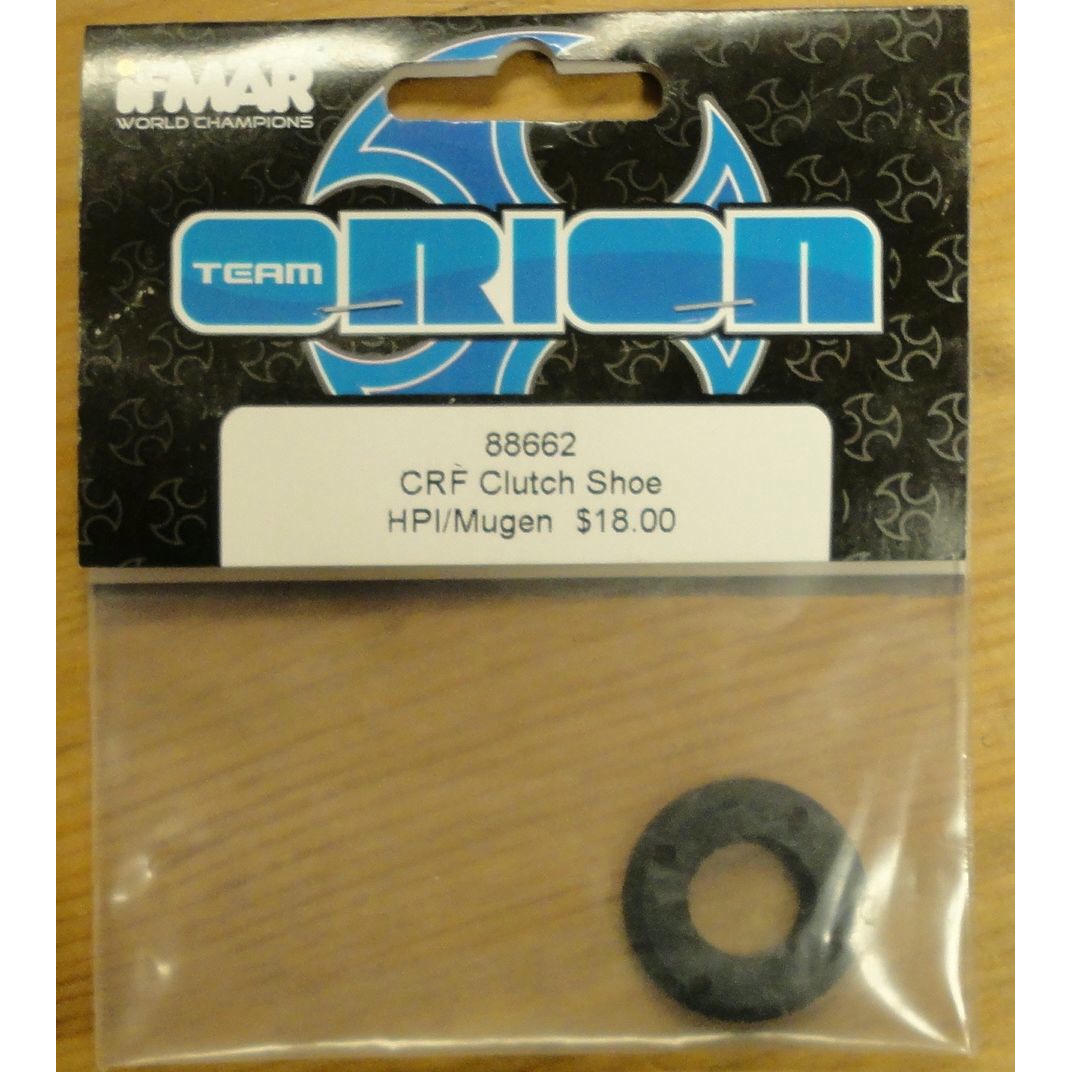 iFMAR
WORLD CHAMPIONS
TEAM ORION
88662
CRF Clutch Shoe
HPI/Mugen $18.00